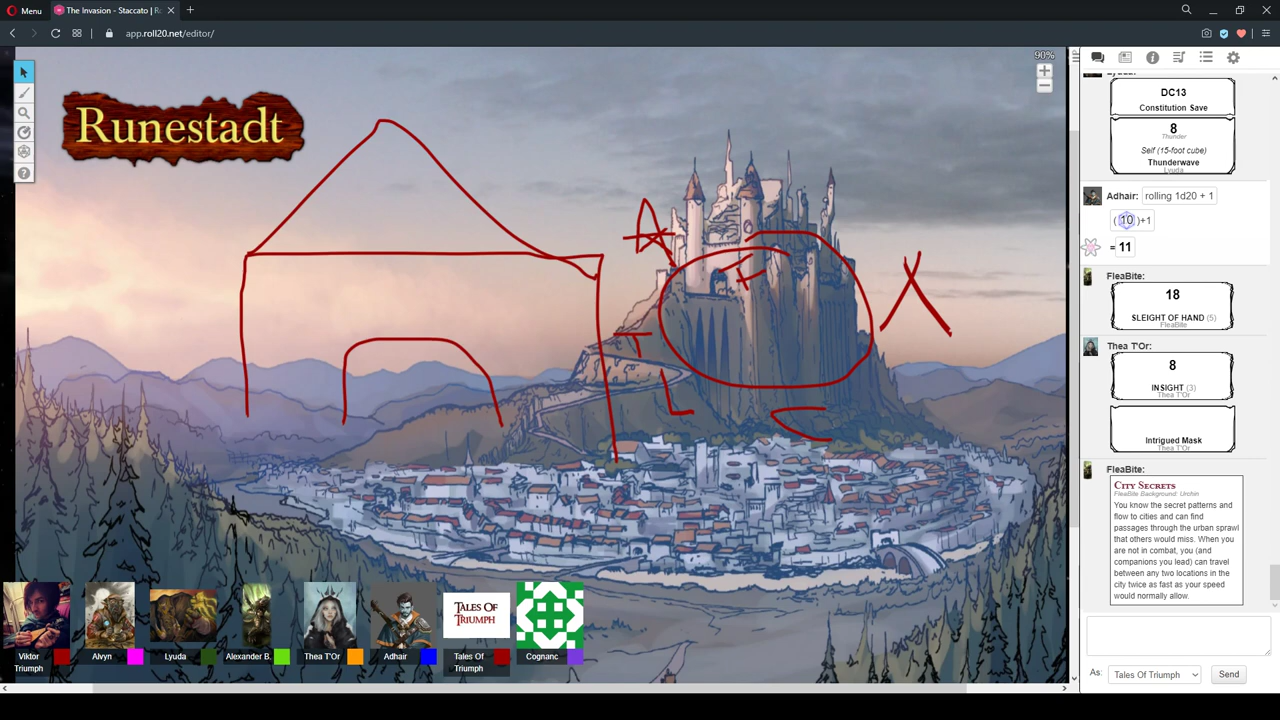 Menu
The Invasion - Staccato | Ro
app.roll20.net/editor/
90%
Runestadt
A
F
T
L
X
Lyuda:
DC13
Constitution Save
8
Thunder
Self (15-foot cube)
Thunderwave
Lyuda
Adhair: rolling 1d20 + 1
( 10 )+1
= 11
FleaBite:
18
SLEIGHT OF HAND (5)
FleaBite
Thea T'Or:
8
INSIGHT (3)
Thea T'Or
Intrigued Mask
Thea T'Or
FleaBite:
CITY SECRETS
FleaBite Background: Urchin
You know the secret patterns and
flow to cities and can find
passages through the urban sprawl
that others would miss. When you
are not in combat, you (and
companions you lead) can travel
between any two locations in the
city twice as fast as your speed
would normally allow.
As: Tales Of Triumph Send
TALES OF
TRIUMPH
Viktor
Triumph
Alvyn
Lyuda
Alexander B.
Thea T'Or
Adhair
Tales Of
Triumph
Cognanc